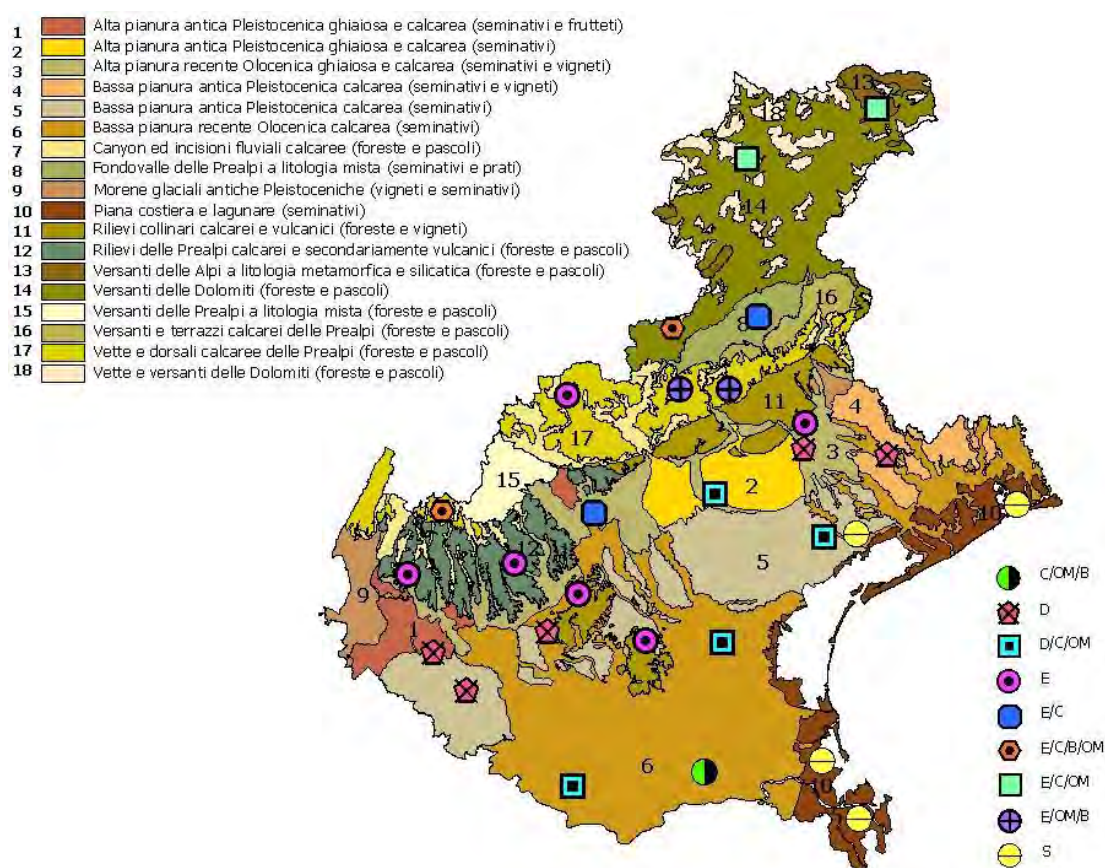 1 Alta pianura antica Pleistocenica ghiaiosa e calcarea (seminativi e frutteti)
2 Alta pianura antica Pleistocenica ghiaiosa e calcarea (seminativi)
3 Alta pianura recente Olocenica ghiaiosa e calcarea (seminativi e vigneti)
4 Bassa pianura antica Pleistocenica calcarea (seminativi e vigneti)
5 Bassa pianura antica Pleistocenica calcarea (seminativi)
6 Bassa pianura recente Olocenica calcarea (seminativi)
7 Canyon ed incisioni fluviali calcaree (foreste e pascoli)
8 Fondovalle delle Prealpi a litologia mista (seminativi e prati)
9 Morene glaciali antiche Pleistoceniche (vigneti e seminativi)
10 Piana costiera e lagunare (seminativi)
11 Rilievi collinari calcarei e vulcanici (foreste e vigneti)
12 Rilievi delle Prealpi calcarei e secondariamente vulcanici (foreste e pascoli)
13 Versanti delle Alpi a litologia metamorfica e silicatica (foreste e pascoli)
14 Versanti delle Dolomiti (foreste e pascoli)
15 Versanti delle Prealpi a litologia mista (foreste e pascoli)
16 Versanti e terrazzi calcarei delle Prealpi (foreste e pascoli)
17 Vette e dorsali calcaree delle Prealpi (foreste e pascoli)
18 Vette e versanti delle Dolomiti (foreste e pascoli)
13
18
14
16
8
7
11
4
17
3
15
2
10
12
5
9
1
6
10
C/OM/B
D
D/C/OM
E
E/C
E/C/B/OM
E/C/OM
E/OM/B
S